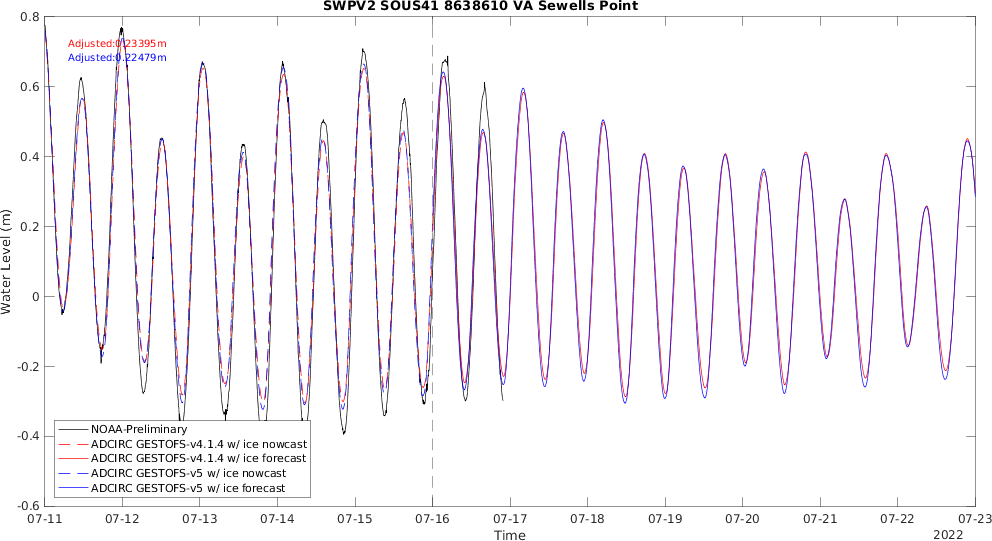 SWPV2 SOUS41 8638610 VA Sewells Point
Adjusted:0.23395m
Adjusted:0.22479m
Water Level (m)
0.8
0.6
0.4
0.2
0
-0.2
-0.4
-0.6
NOAA-Preliminary
ADCIRC GESTOFS-v4.1.4 w/ ice nowcast
ADCIRC GESTOFS-v4.1.4 w/ ice forecast
ADCIRC GESTOFS-v5 w/ ice nowcast
ADCIRC GESTOFS-v5 w/ ice forecast
07-11 07-12 07-13 07-14 07-15 07-16 07-17 07-18 07-19 07-20 07-21 07-22 07-23
Time
2022